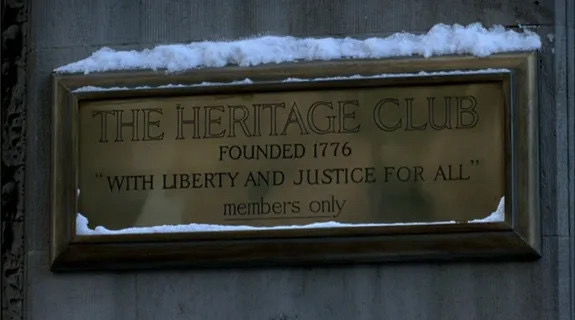 THE HERITAGE CLUB
FOUNDED 1776
"WITH LIBERTY AND JUSTICE FOR ALL"
members only